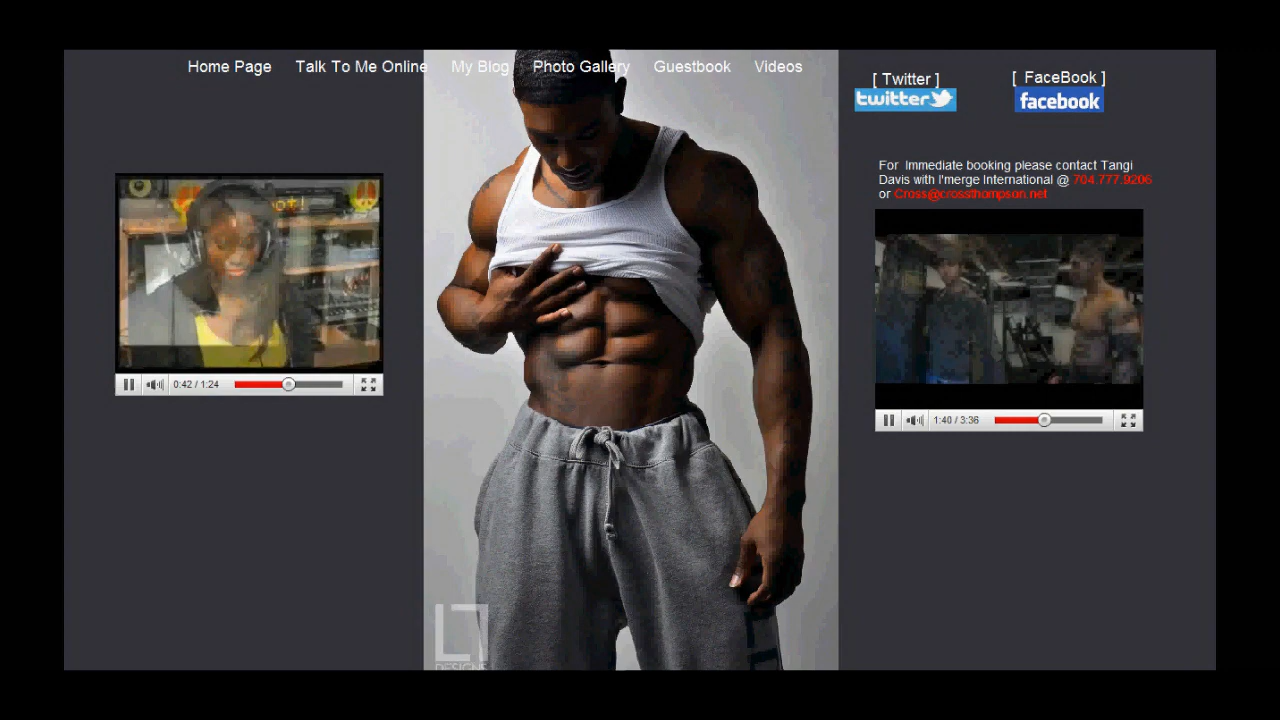 Home Page Talk To Me Online My Blog Photo Gallery Guestbook Videos
[ Twitter ] [ FaceBook ]
twitter facebook
For Immediate booking please contact Tangi
Davis with I'merge International @ 704.777.9206
or Cross@crossthompson.net
0:42 / 1:24
1:40 / 3:36
LT
DESIGNS